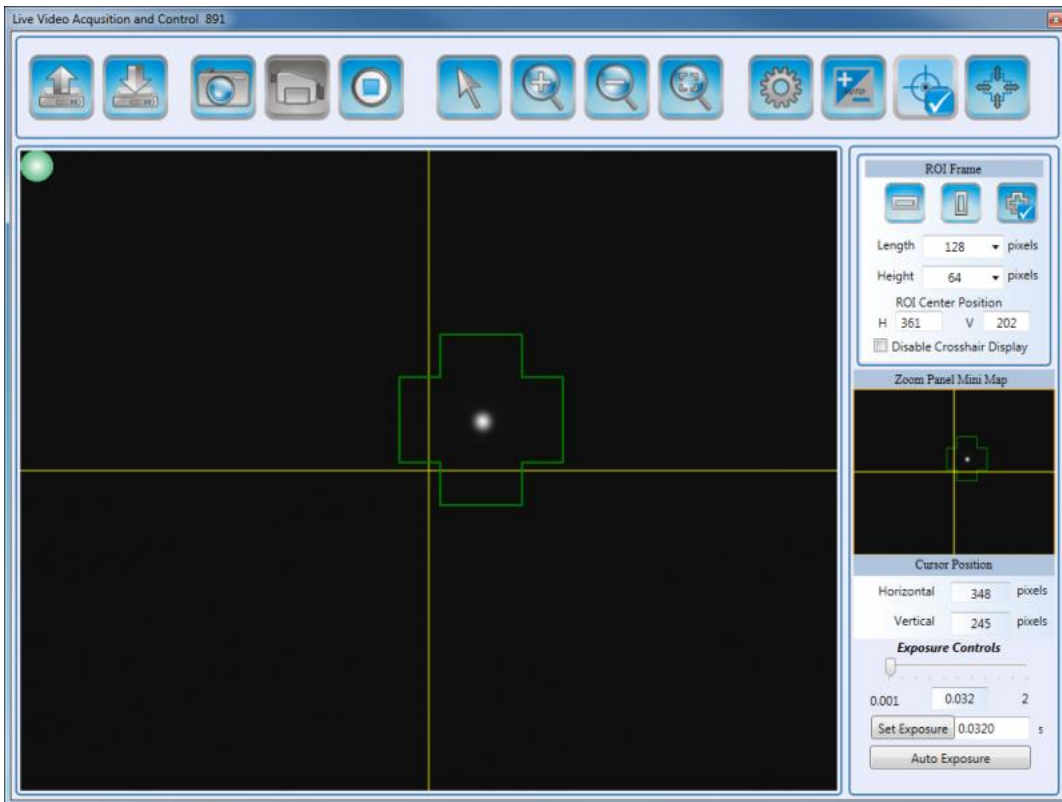 Live Video Acqusition and Control 891
AUTO
ROI Frame
Length 128 pixels
Height 64 pixels
ROI Center Position
H 361 V 202
Disable Crosshair Display
Zoom Panel Mini Map
Cursor Position
Horizontal 348 pixels
Vertical 245 pixels
Exposure Controls
0.001 0.032 2
Set Exposure 0.0320 s
Auto Exposure